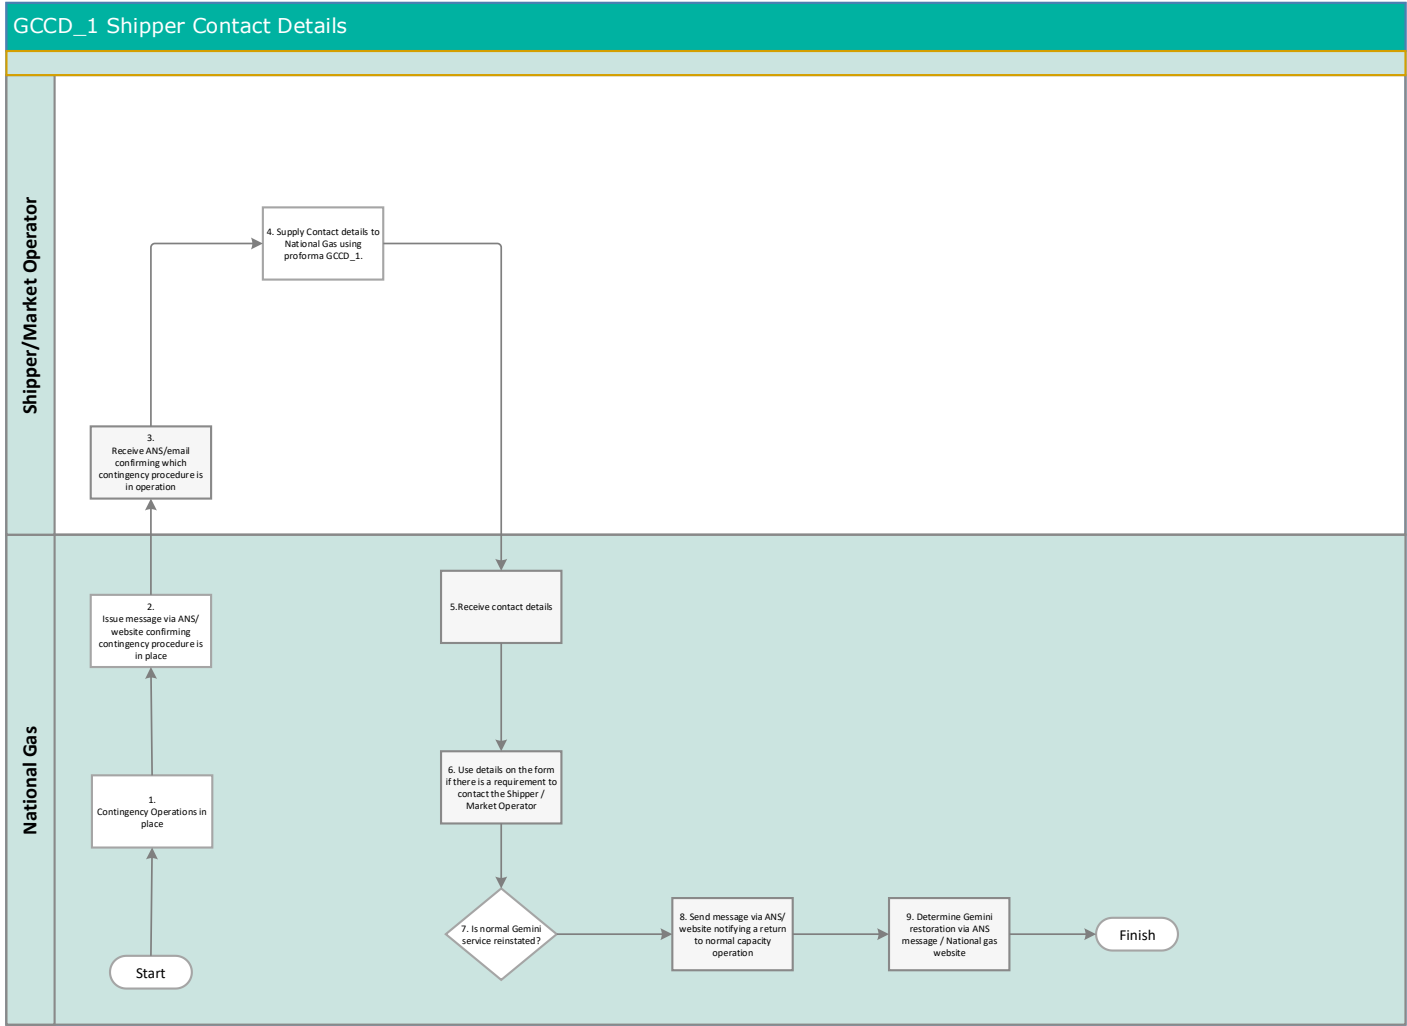 GCCD_1 Shipper Contact Details
Shipper/Market Operator
4. Supply Contact details to
National Gas using
proforma GCCD_1.
3.
Receive ANS/email
confirming which
contingency procedure is
in operation
National Gas
2.
Issue message via ANS/
website confirming
contingency procedure is
in place
1.
Contingency Operations in
place
Start
5.Receive contact details
6. Use details on the form
if there is a requirement to
contact the Shipper /
Market Operator
7. Is normal Gemini
service reinstated?
8. Send message via ANS/
website notifying a return
to normal capacity
operation
9. Determine Gemini
restoration via ANS
message / National gas
website
Finish